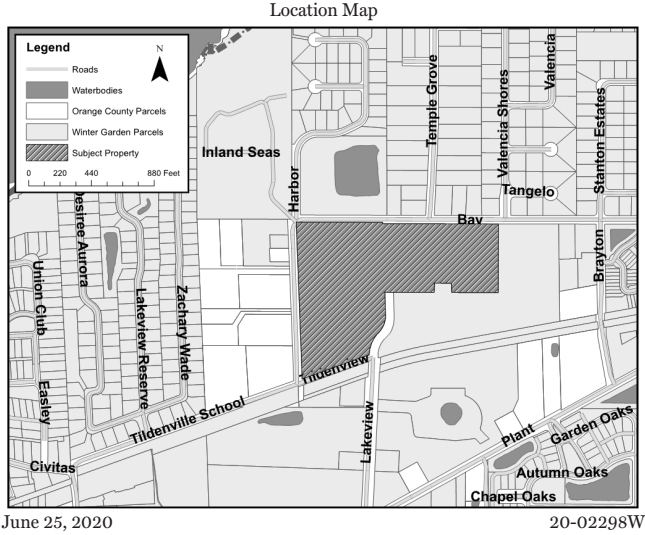 Location Map
Legend
N
Roads
Waterbodies
Orange County Parcels
Winter Garden Parcels
Subject Property
0 220 440 880 Feet
Inland Seas
Harbor
Temple Grove
Valencia Shores
Valencia
Stanton Estates
Tangelo
Bay
Brayton
Desiree Aurora
Union Club
Lakeview Reserve
Zachary Wade
Easley
Tildenview
Tildenville School
Lakeview
Civitas
Plant
Garden Oaks
Autumn Oaks
Chapel Oaks
June 25, 2020
20-02298W